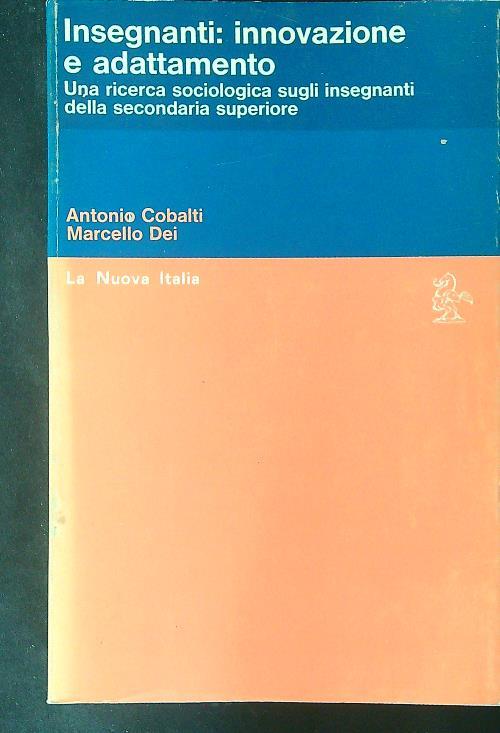 Insegnanti: innovazione
e adattamento
Una ricerca sociologica sugli insegnanti
della secondaria superiore
Antonio Cobalti
Marcello Dei
La Nuova Italia